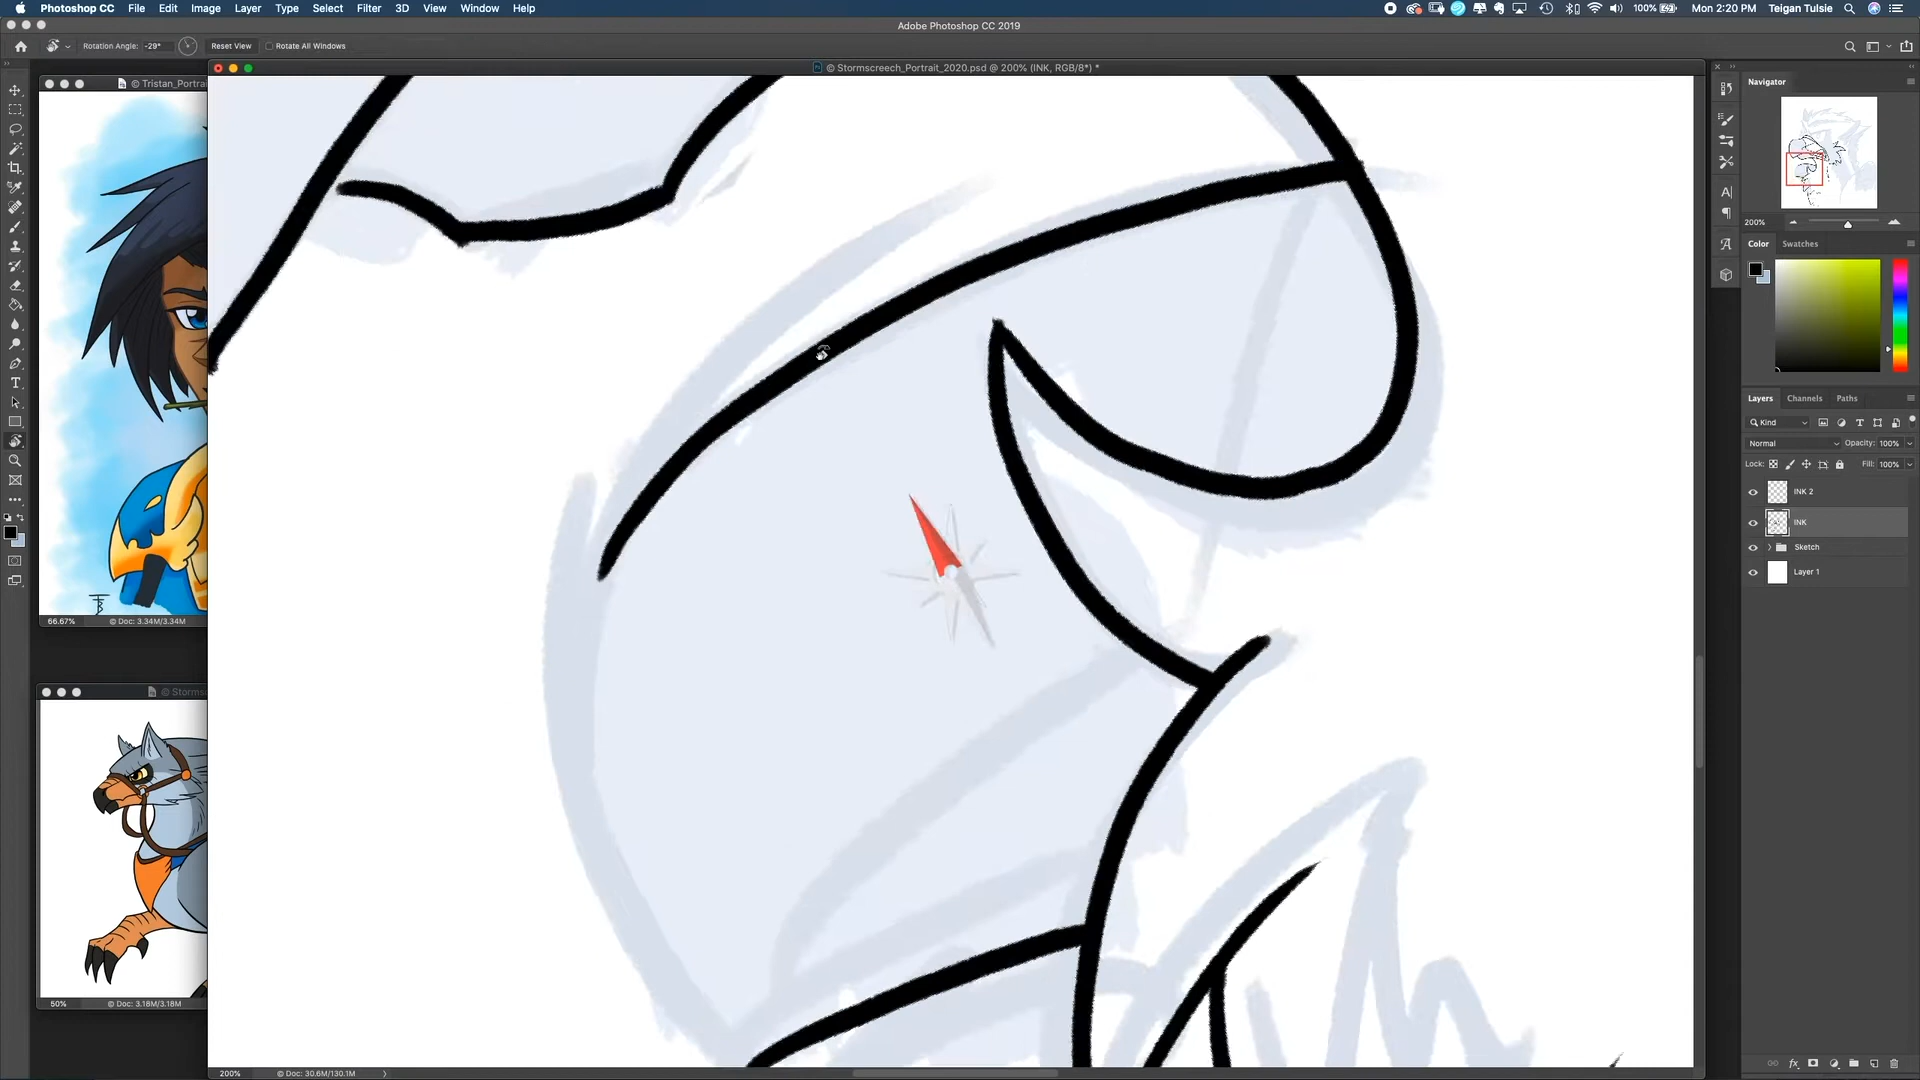 Photoshop CC File Edit Image Layer Type Select Filter 3D View Window Help 100% Mon 2:20 PM Teigan Tulsie
Adobe Photoshop CC 2019
Rotation Angle: -29° Reset View Rotate All Windows
© Tristan_Portrai
© Stormscreech_Portrait_2020.psd @ 200% (INK, RGB/8*) *
Navigator
200%
Color Swatches
Layers Channels Paths
Kind
Normal Opacity: 100%
Lock: Fill: 100%
INK 2
INK
Sketch
Layer 1
66.67% © Doc: 3.34M/3.34M
© Stormsc
50% © Doc: 3.18M/3.18M
200% © Doc: 30.6M/130.1M